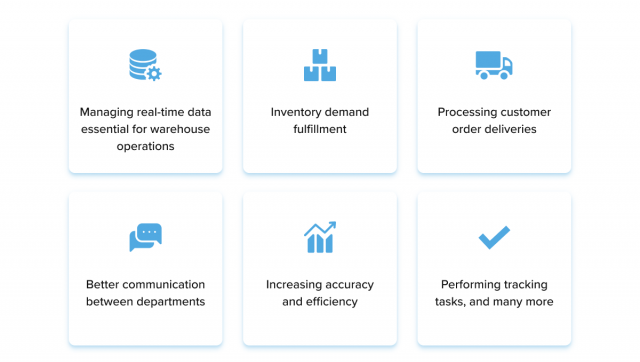 Managing real-time data
essential for warehouse
operations
Inventory demand
fulfillment
Processing customer
order deliveries
Better communication
between departments
Increasing accuracy
and efficiency
Performing tracking
tasks, and many more